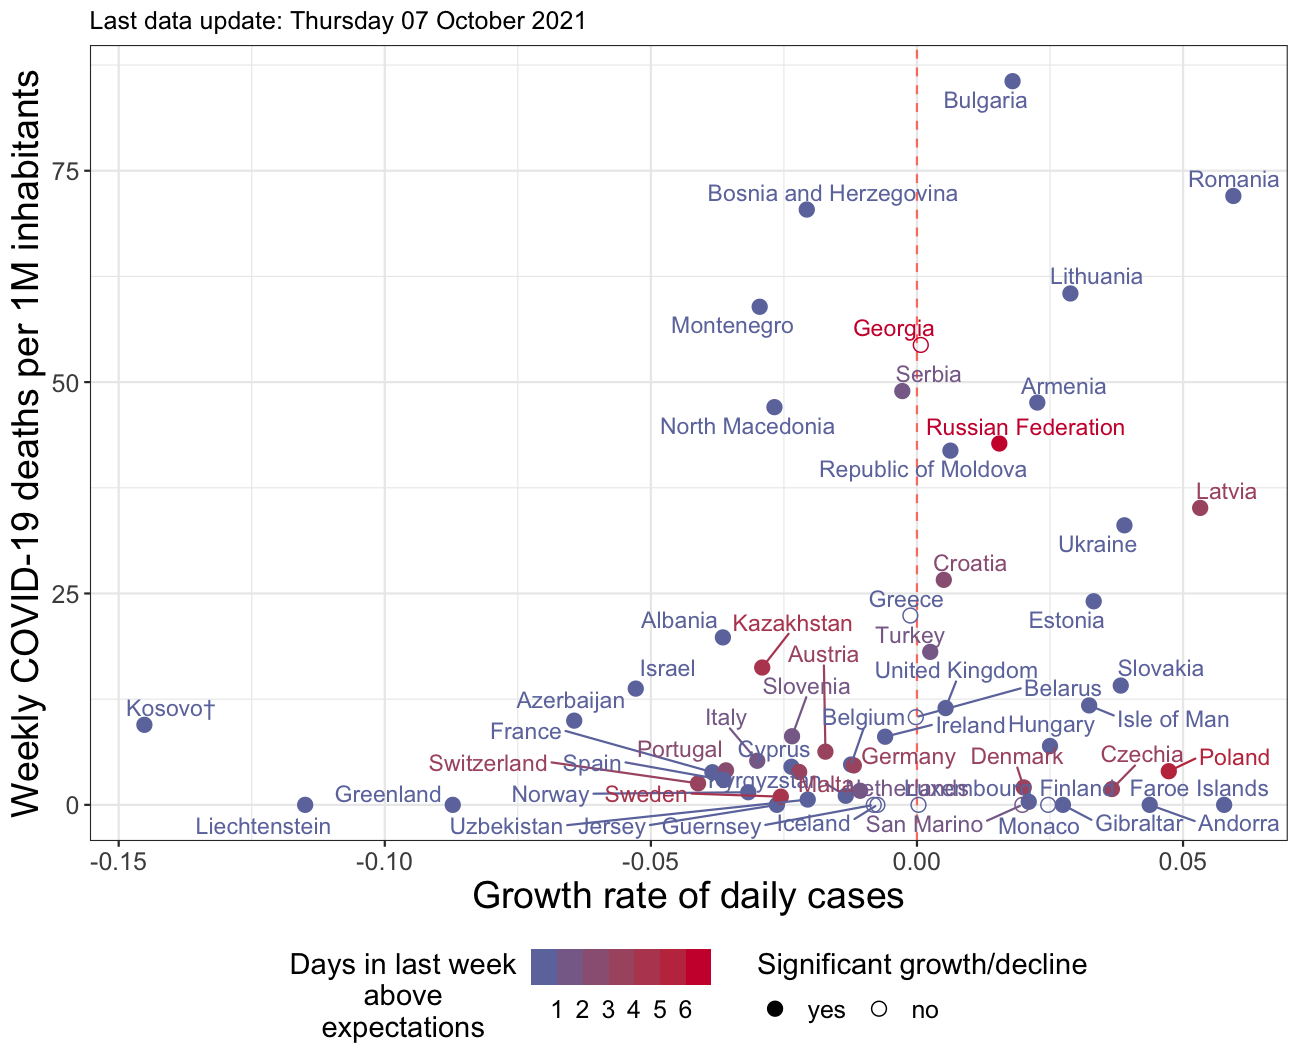 Last data update: Thursday 07 October 2021
Weekly COVID-19 deaths per 1M inhabitants
75
50
25
0
Bulgaria
Romania
Bosnia and Herzegovina
Lithuania
Montenegro
Georgia
Serbia
Armenia
North Macedonia
Russian Federation
Republic of Moldova
Latvia
Ukraine
Croatia
Greece
Albania
Kazakhstan
Estonia
Turkey
Austria
Israel
United Kingdom
Slovakia
Slovenia
Belarus
Azerbaijan
Kosovo†
Italy
Belgium
Isle of Man
France
Ireland
Hungary
Portugal
Cyprus
Germany
Denmark
Czechia
Poland
Switzerland
Spain
Kyrgyzstan
Malta
Netherlands
Luxembourg
Finland
Faroe Islands
Greenland
Norway
Sweden
Liechtenstein
Uzbekistan
Jersey
Guernsey
Iceland
San Marino
Monaco
Gibraltar
Andorra
-0.15
-0.10
-0.05
0.00
0.05
Growth rate of daily cases
Days in last week
above
expectations
1 2 3 4 5 6
Significant growth/decline
yes
no